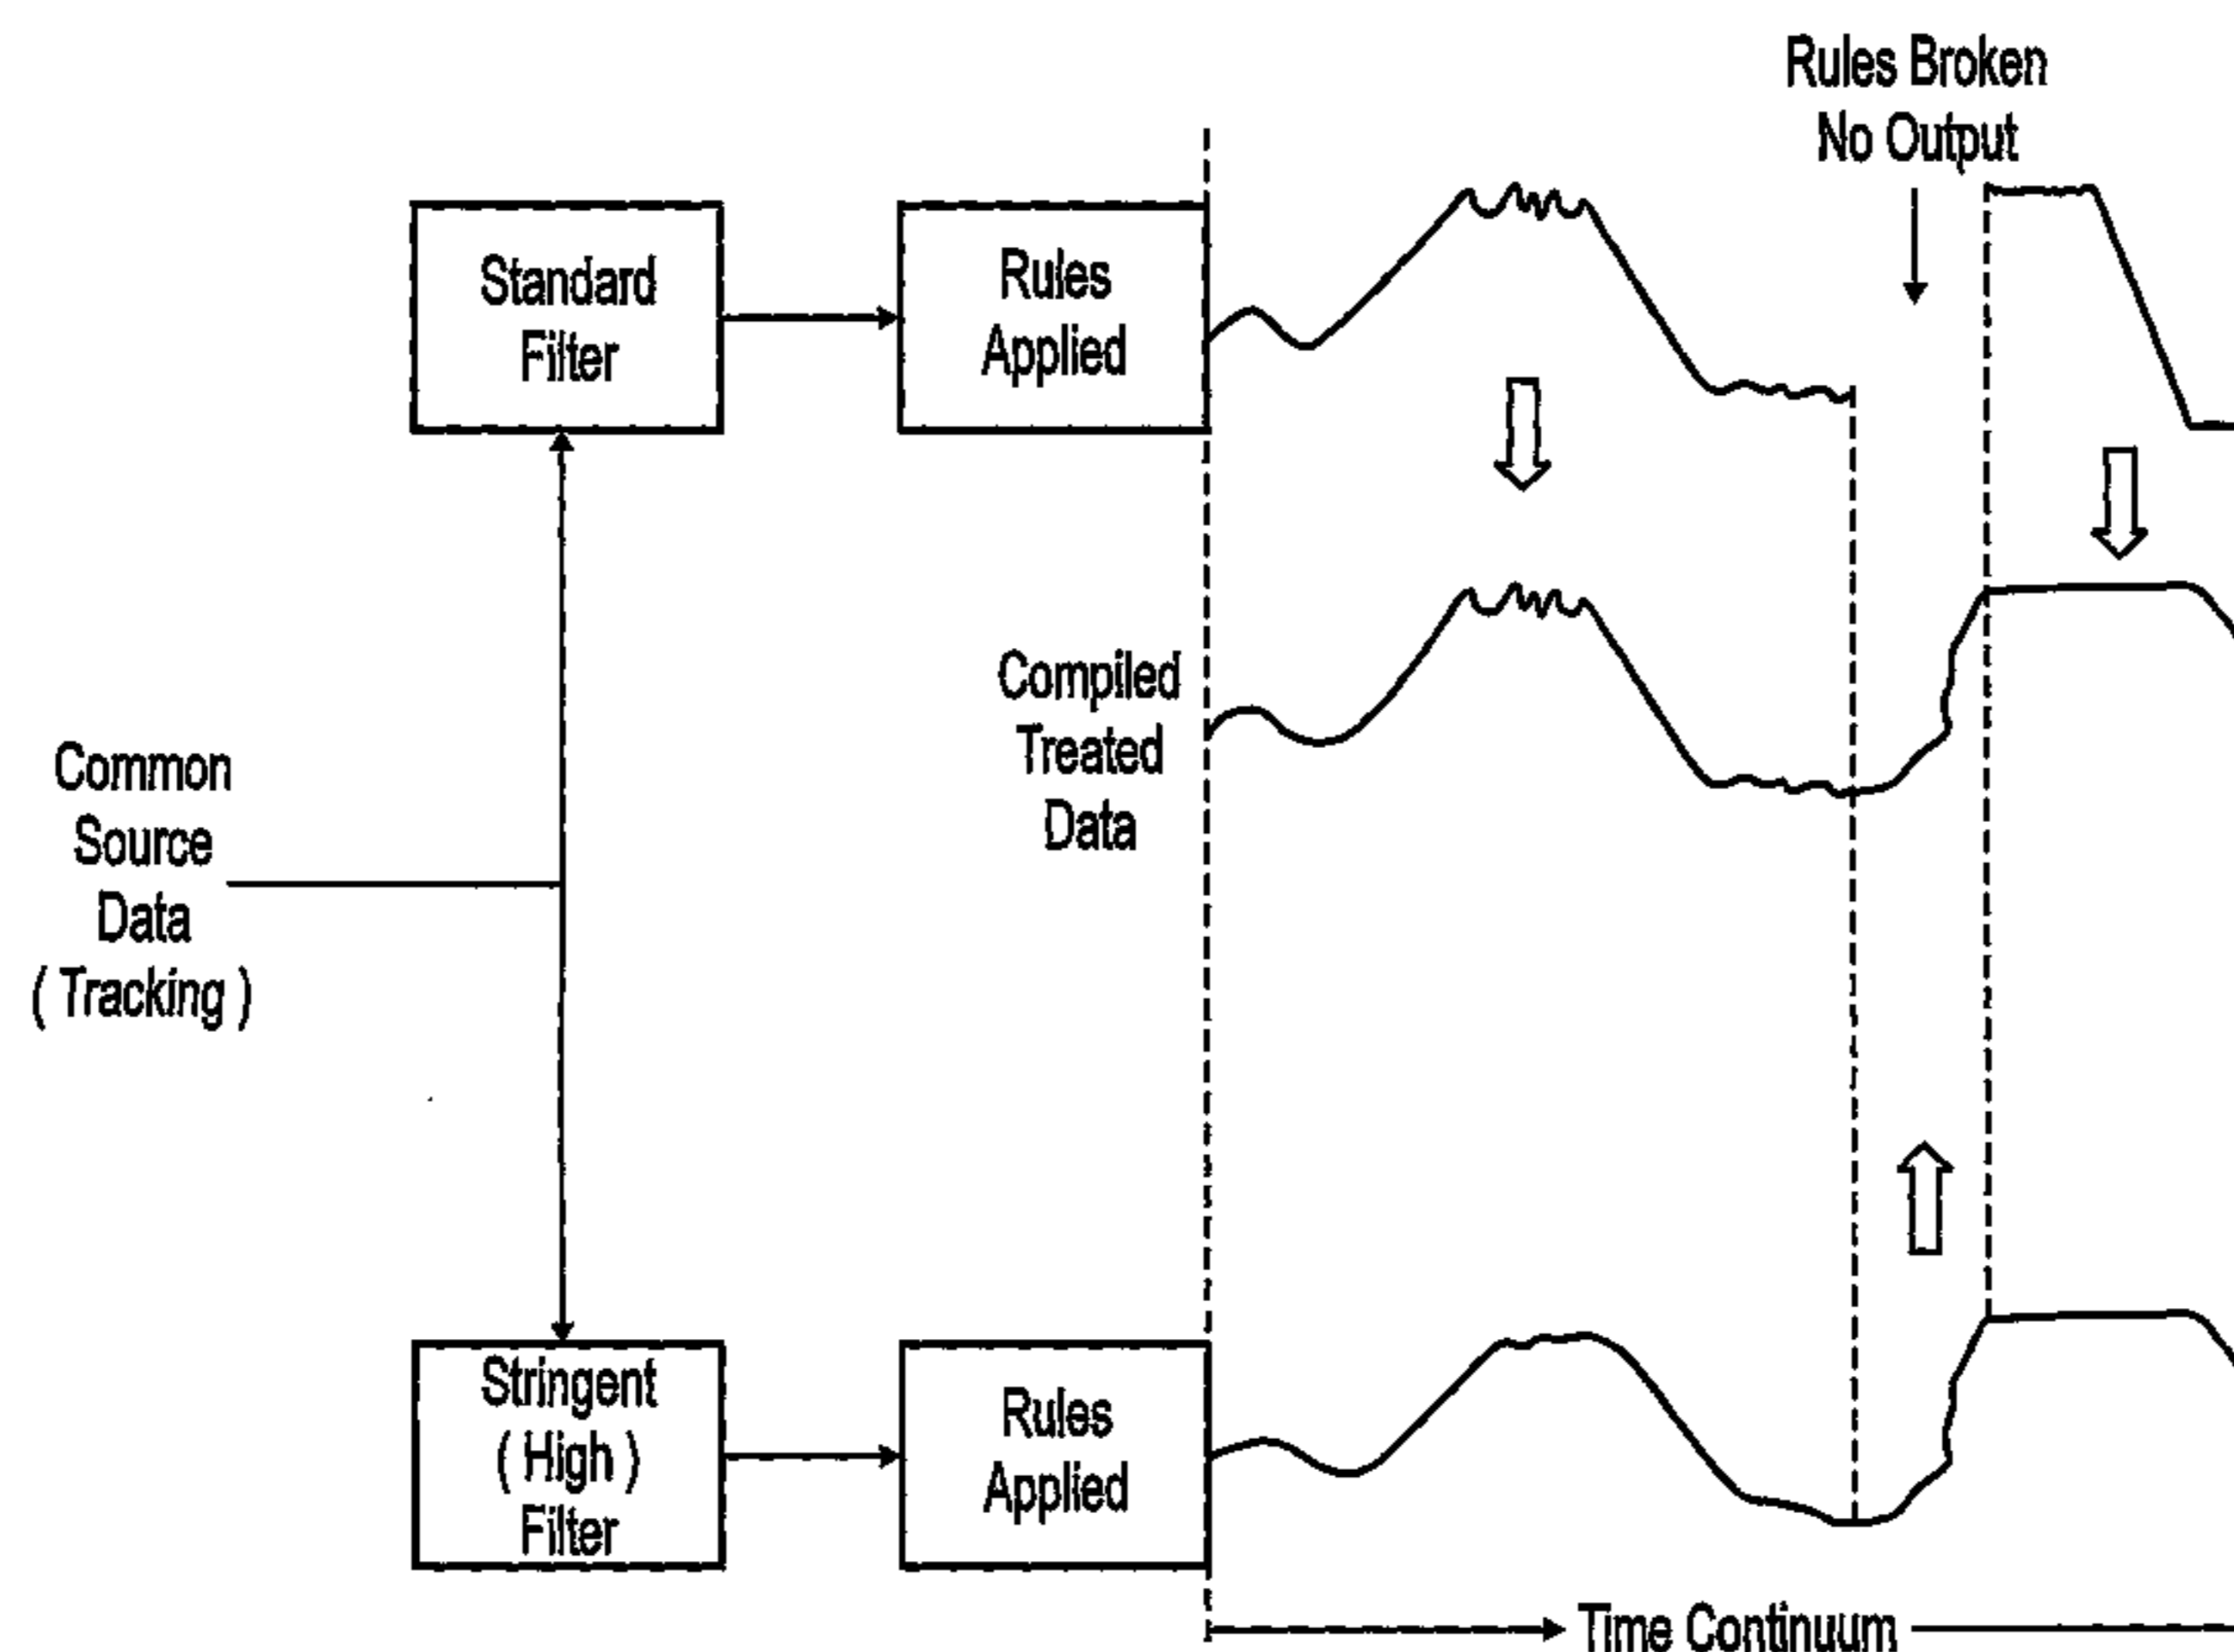 Rules Broken
No Output
Standard
Filter
Rules
Applied
Compiled
Treated
Data
Common
Source
Data
( Tracking )
Stringent
( High )
Filter
Rules
Applied
Time Continuum